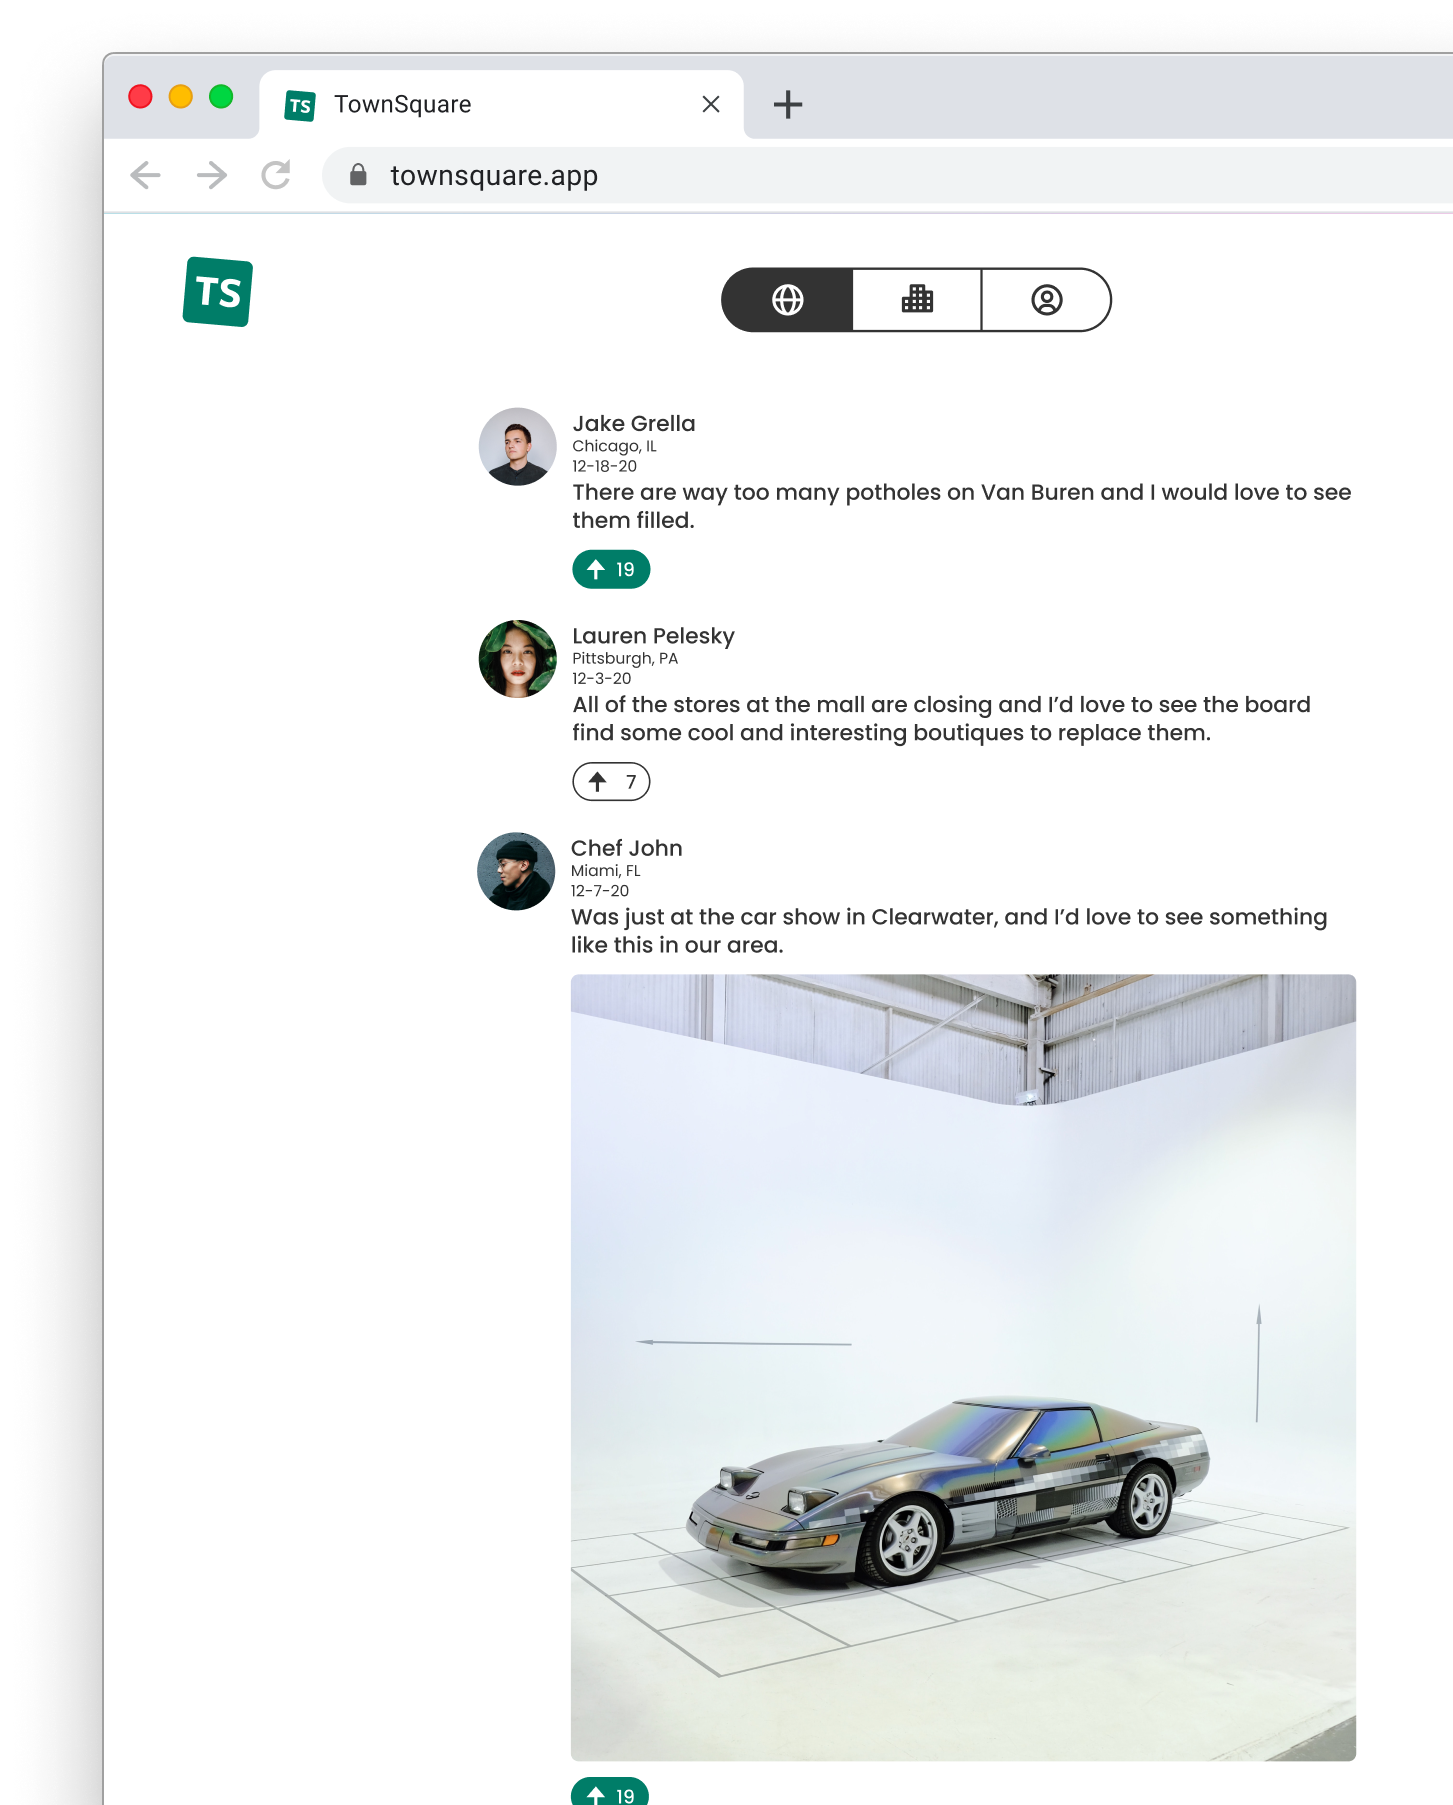 TS TownSquare
townsquare.app
TS
Jake Grella
Chicago, IL
12-18-20
There are way too many potholes on Van Buren and I would love to see
them filled.
19
Lauren Pelesky
Pittsburgh, PA
12-3-20
All of the stores at the mall are closing and I’d love to see the board
find some cool and interesting boutiques to replace them.
7
Chef John
Miami, FL
12-7-20
Was just at the car show in Clearwater, and I’d love to see something
like this in our area.
19